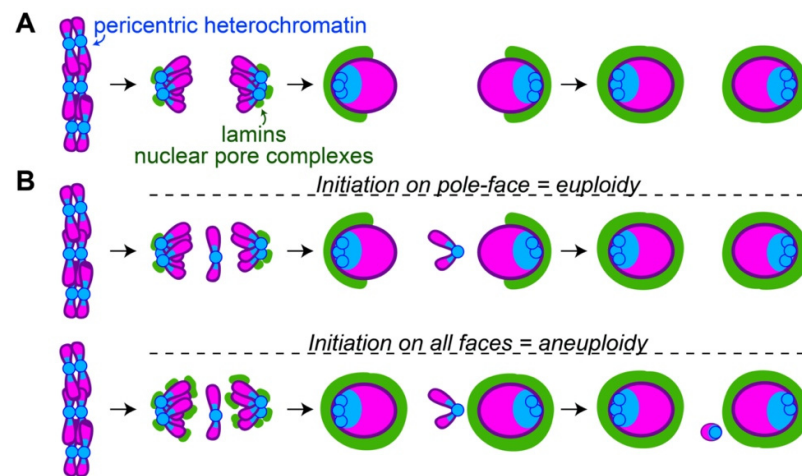 A
pericentric heterochromatin
lamins
nuclear pore complexes
B
Initiation on pole-face = euploidy
Initiation on all faces = aneuploidy